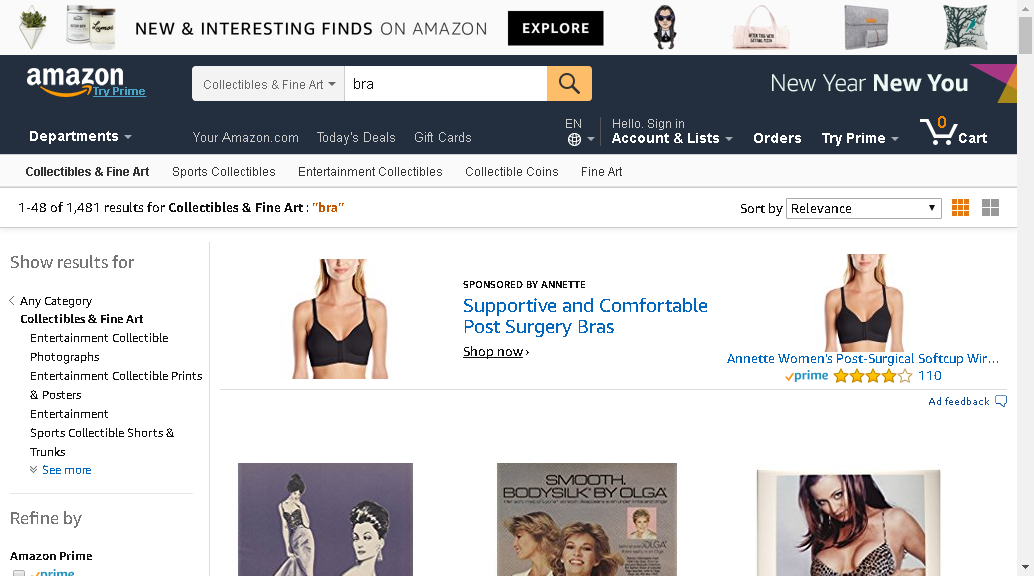 NEW & INTERESTING FINDS ON AMAZON
EXPLORE
amazon
Try Prime
Collectibles & Fine Art
bra
New Year New You
Departments
Your Amazon.com
Today's Deals
Gift Cards
EN
Hello. Sign in
Account & Lists
Orders
Try Prime
0
Cart
Collectibles & Fine Art
Sports Collectibles
Entertainment Collectibles
Collectible Coins
Fine Art
1-48 of 1,481 results for Collectibles & Fine Art : "bra"
Sort by
Relevance
Show results for
Any Category
Collectibles & Fine Art
Entertainment Collectible
Photographs
Entertainment Collectible Prints
& Posters
Entertainment
Sports Collectible Shorts &
Trunks
See more
Refine by
Amazon Prime
prime
SPONSORED BY ANNETTE
Supportive and Comfortable
Post Surgery Bras
Shop now ›
Annette Women's Post-Surgical Softcup Wir...
prime
110
Ad feedback
SMOOTH.
BODYSILK BY OLGA
OLGA